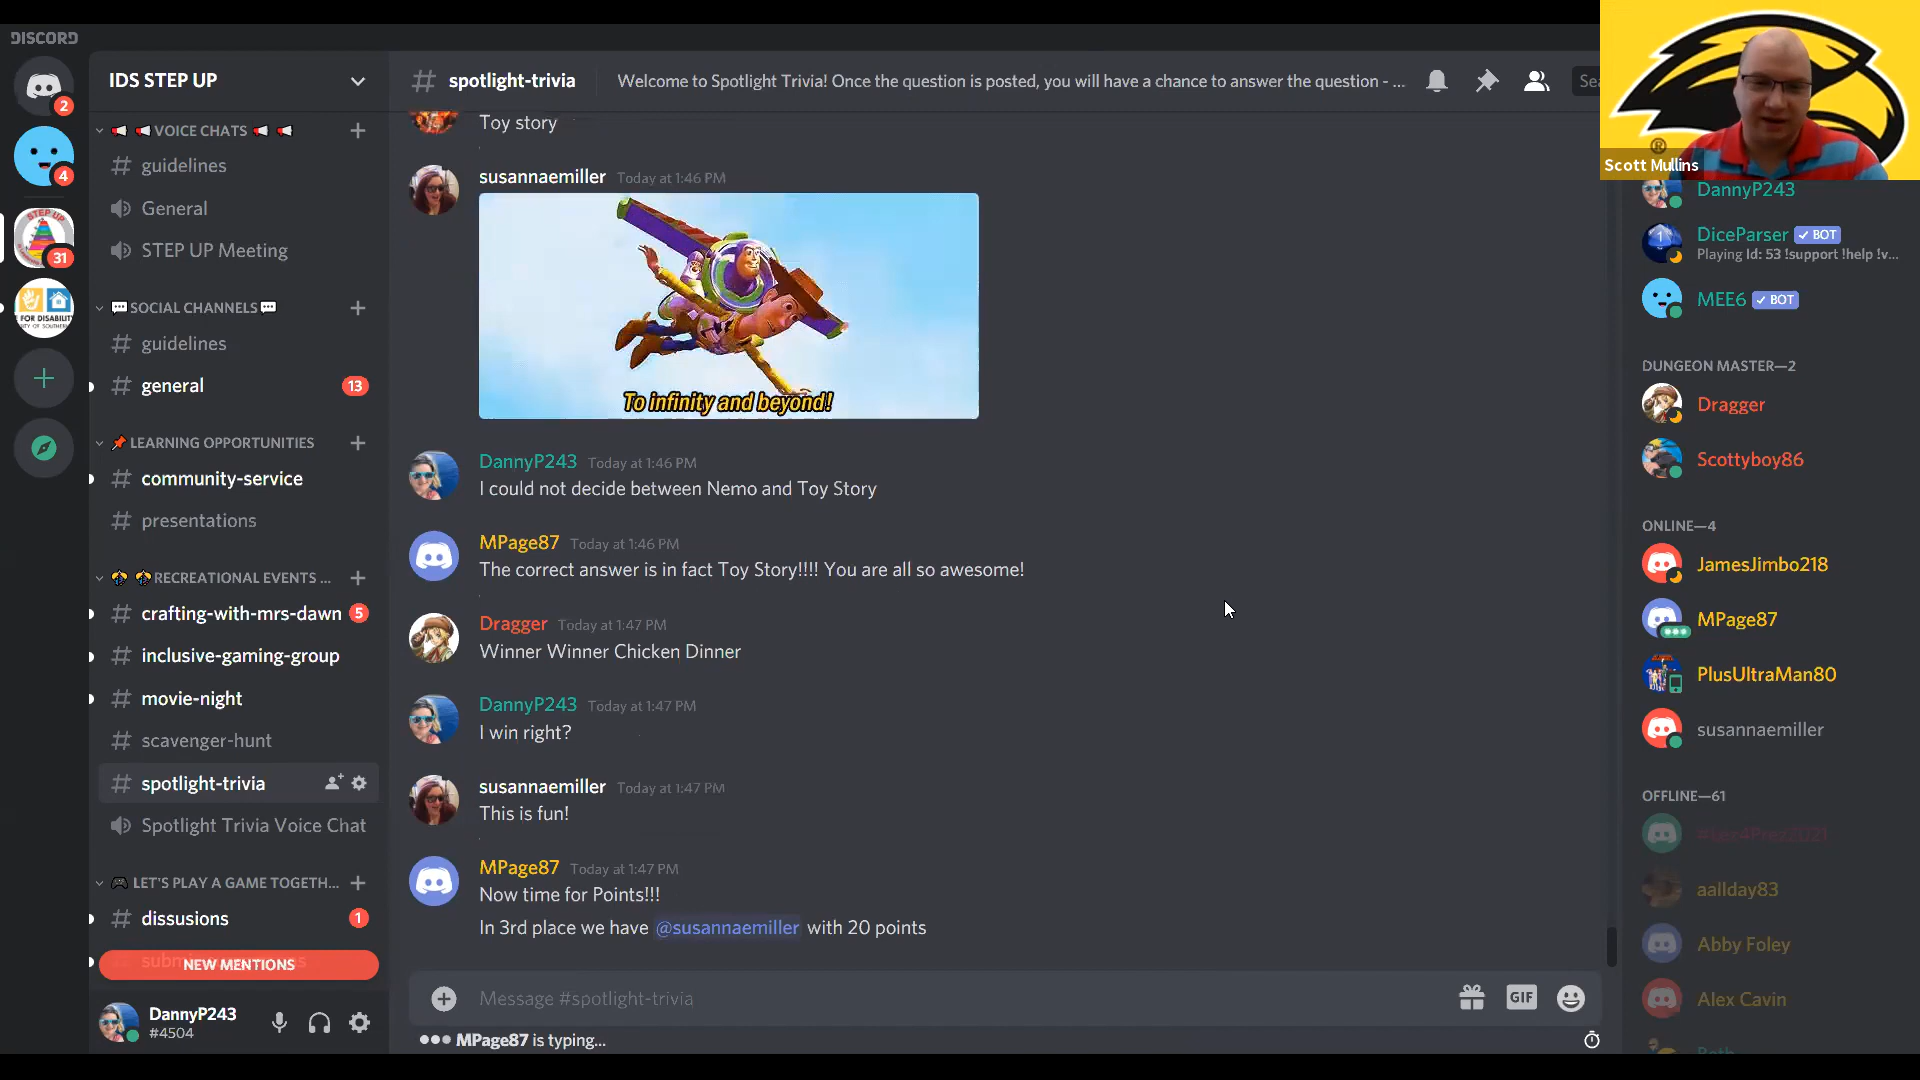 DISCORD
IDS STEP UP
spotlight-trivia
Welcome to Spotlight Trivia! Once the question is posted, you will have a chance to answer the question - ...
Sea
Scott Mullins
2
4
STEP UP
31
E FOR DISABILIT
VOICE CHATS
guidelines
General
STEP UP Meeting
SOCIAL CHANNELS
guidelines
general
13
LEARNING OPPORTUNITIES
community-service
presentations
RECREATIONAL EVENTS ...
crafting-with-mrs-dawn
5
inclusive-gaming-group
movie-night
scavenger-hunt
spotlight-trivia
Spotlight Trivia Voice Chat
LET'S PLAY A GAME TOGETH...
dissusions
1
NEW MENTIONS
DannyP243
#4504
Toy story
susannaemiller Today at 1:46 PM
To infinity and beyond!
DannyP243 Today at 1:46 PM
I could not decide between Nemo and Toy Story
MPage87 Today at 1:46 PM
The correct answer is in fact Toy Story!!!! You are all so awesome!
Dragger Today at 1:47 PM
Winner Winner Chicken Dinner
DannyP243 Today at 1:47 PM
I win right?
susannaemiller Today at 1:47 PM
This is fun!
MPage87 Today at 1:47 PM
Now time for Points!!!
In 3rd place we have @susannaemiller with 20 points
Message #spotlight-trivia
GIF
MPage87 is typing...
DannyP243
DiceParser BOT
Playing Id: 53 !support !help !v...
MEE6 BOT
DUNGEON MASTER—2
Dragger
Scottyboy86
ONLINE—4
JamesJimbo218
MPage87
PlusUltraMan80
susannaemiller
OFFLINE—61
aallday83
Abby Foley
Alex Cavin